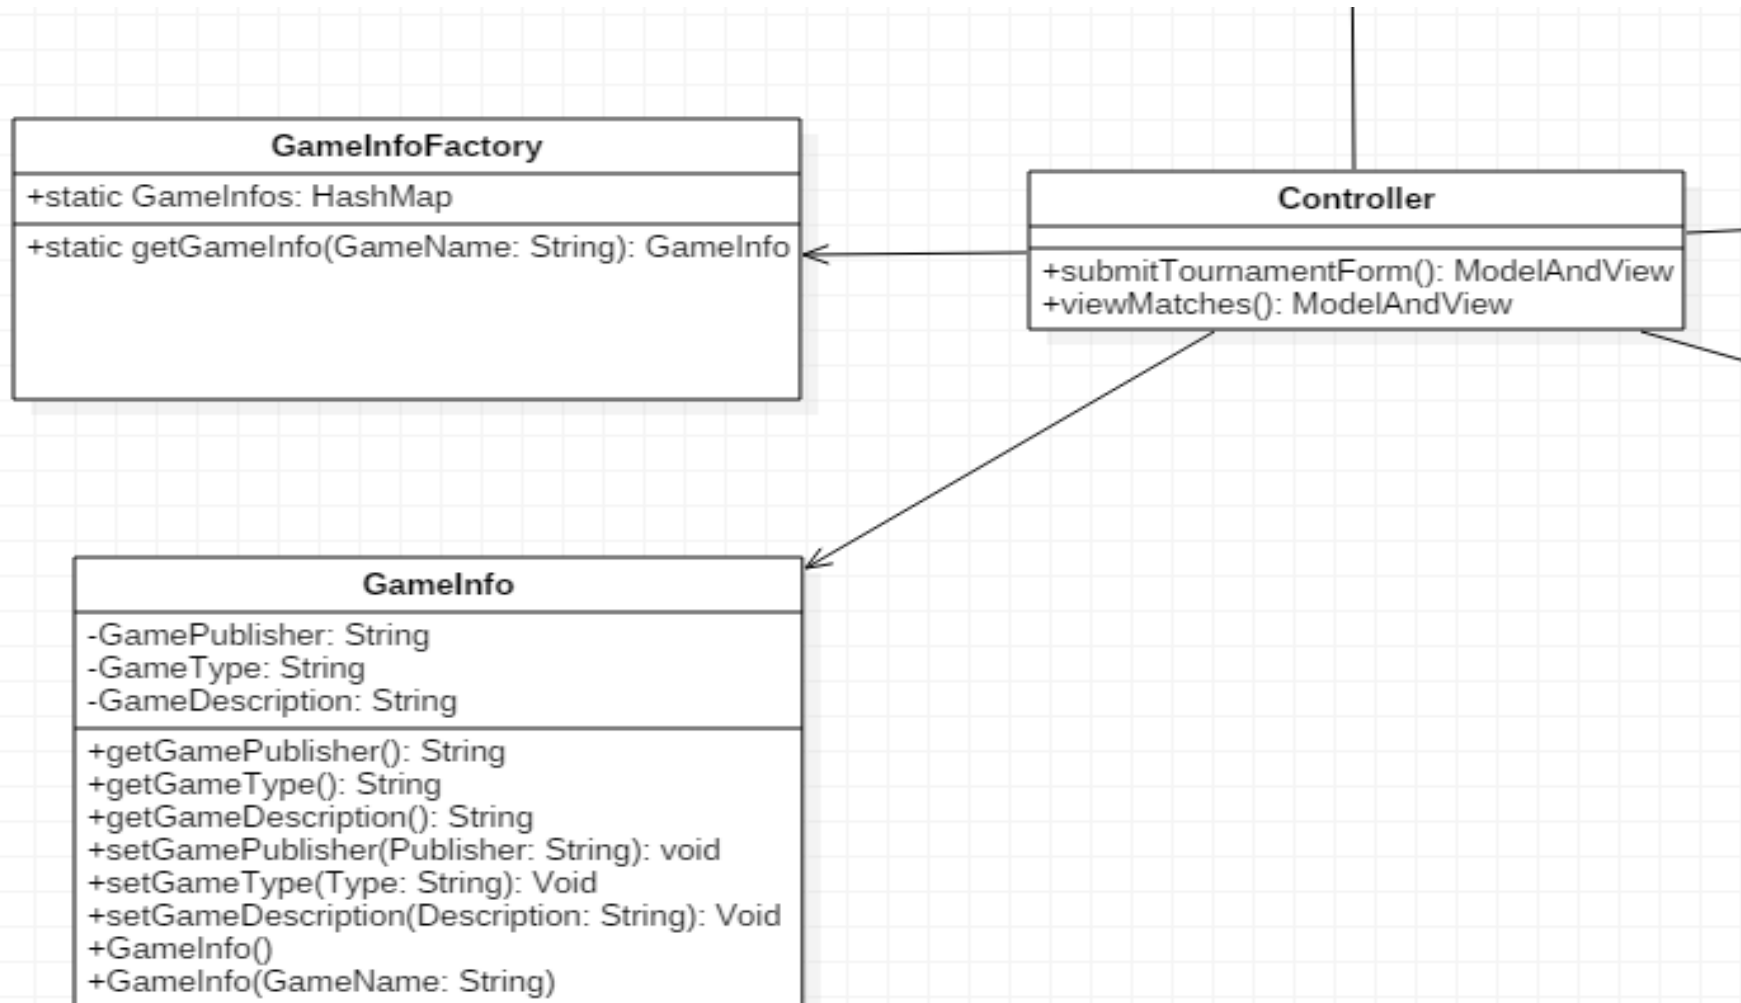 GameInfoFactory
+static GameInfos: HashMap
+static getGameInfo(GameName: String): GameInfo
Controller
+submitTournamentForm(): ModelAndView
+viewMatches(): ModelAndView
GameInfo
-GamePublisher: String
-GameType: String
-GameDescription: String
+getGamePublisher(): String
+getGameType(): String
+getGameDescription(): String
+setGamePublisher(Publisher: String): void
+setGameType(Type: String): Void
+setGameDescription(Description: String): Void
+GameInfo()
+GameInfo(GameName: String)